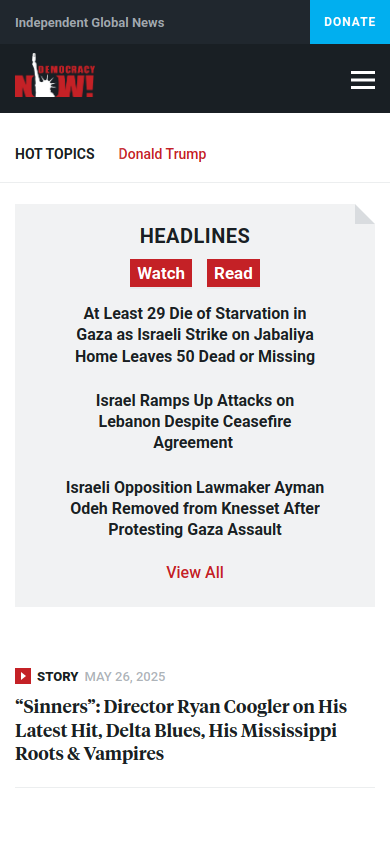 Independent Global News
DONATE
DEMOCRACY
NOW!
HOT TOPICS
Donald Trump
HEADLINES
Watch
Read
At Least 29 Die of Starvation in
Gaza as Israeli Strike on Jabaliya
Home Leaves 50 Dead or Missing
Israel Ramps Up Attacks on
Lebanon Despite Ceasefire
Agreement
Israeli Opposition Lawmaker Ayman
Odeh Removed from Knesset After
Protesting Gaza Assault
View All
STORY MAY 26, 2025
“Sinners”: Director Ryan Coogler on His
Latest Hit, Delta Blues, His Mississippi
Roots & Vampires